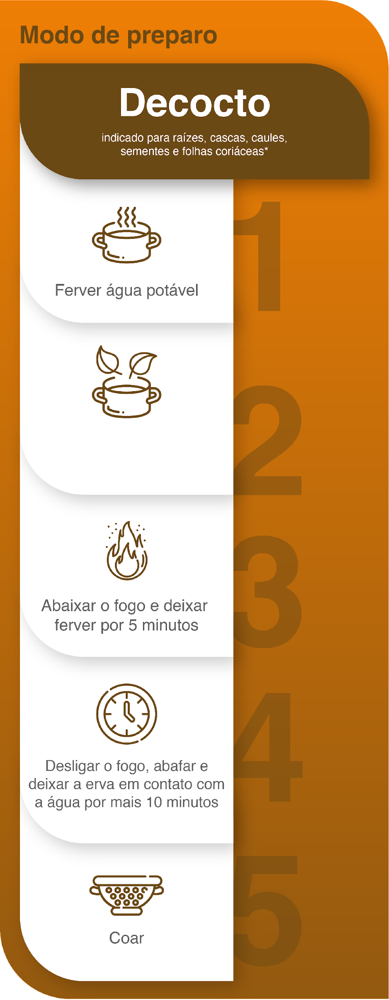 Modo de preparo
Decocto
indicado para raízes, cascas, caules,
sementes e folhas coriáceas*
1
Ferver água potável
2
3
Abaixar o fogo e deixar
ferver por 5 minutos
4
Desligar o fogo, abafar e
deixar a erva em contato com
a água por mais 10 minutos
5
Coar